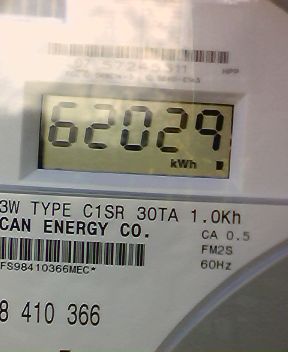 62029
kWh
3W TYPE C1SR 30TA 1.0Kh
CAN ENERGY CO.
CA 0.5
FM2S
60Hz
FS98410366MEC*
8 410 366